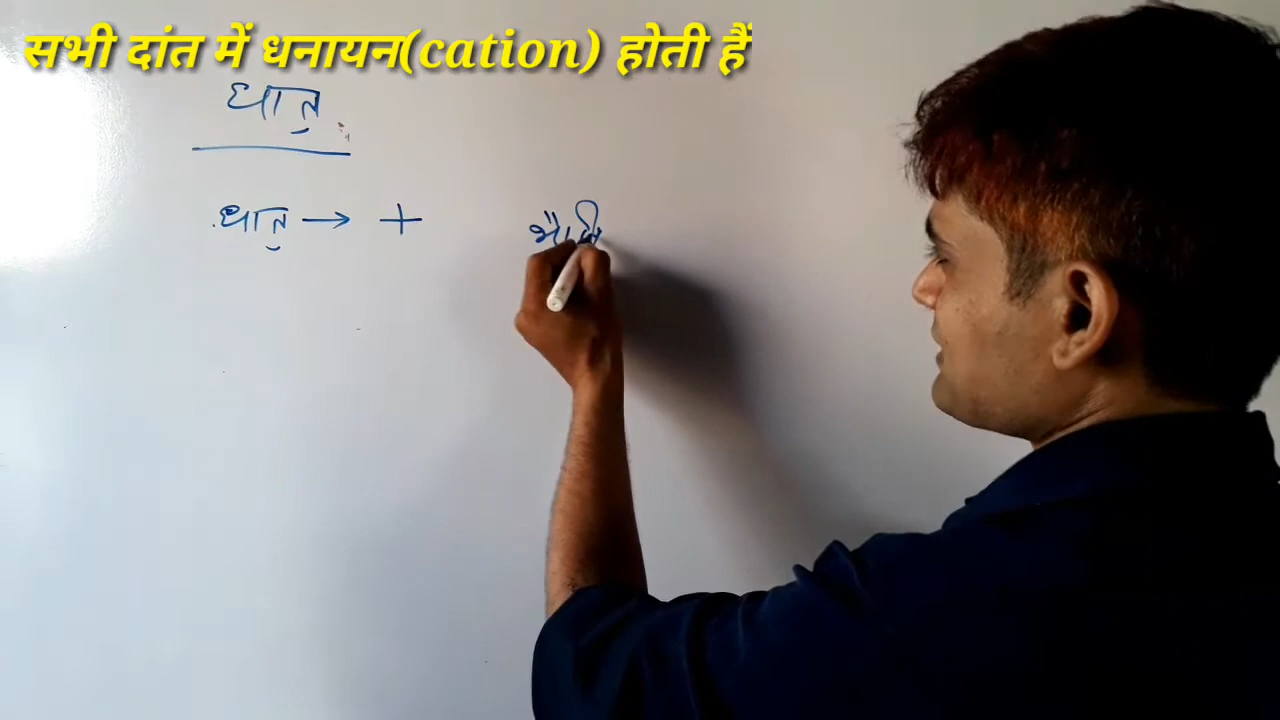 सभी दांत में धनायन(cation) होती हैं
धातु
धातु → +